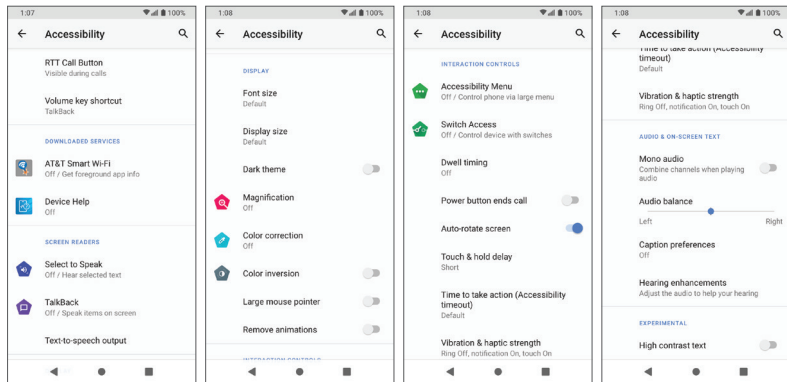 1:07
100%
Accessibility
RTT Call Button
Visible during calls
Volume key shortcut
TalkBack
DOWNLOADED SERVICES
AT&T Smart Wi-Fi
Off / Get foreground app info
Device Help
Off
SCREEN READERS
Select to Speak
Off / Hear selected text
TalkBack
Off / Speak items on screen
Text-to-speech output
1:08
100%
Accessibility
DISPLAY
Font size
Default
Display size
Default
Dark theme
Magnification
Off
Color correction
Off
Color inversion
Large mouse pointer
Remove animations
INTERACTION CONTROLS
1:08
100%
Accessibility
INTERACTION CONTROLS
Accessibility Menu
Off / Control phone via large menu
Switch Access
Off / Control device with switches
Dwell timing
Off
Power button ends call
Auto-rotate screen
Touch & hold delay
Short
Time to take action (Accessibility
timeout)
Default
Vibration & haptic strength
Ring Off, notification On, touch On
1:08
100%
Accessibility
Time to take action (Accessibility
timeout)
Default
Vibration & haptic strength
Ring Off, notification On, touch On
AUDIO & ON-SCREEN TEXT
Mono audio
Combine channels when playing
audio
Audio balance
Left Right
Caption preferences
Off
Hearing enhancements
Adjust the audio to help your hearing
EXPERIMENTAL
High contrast text